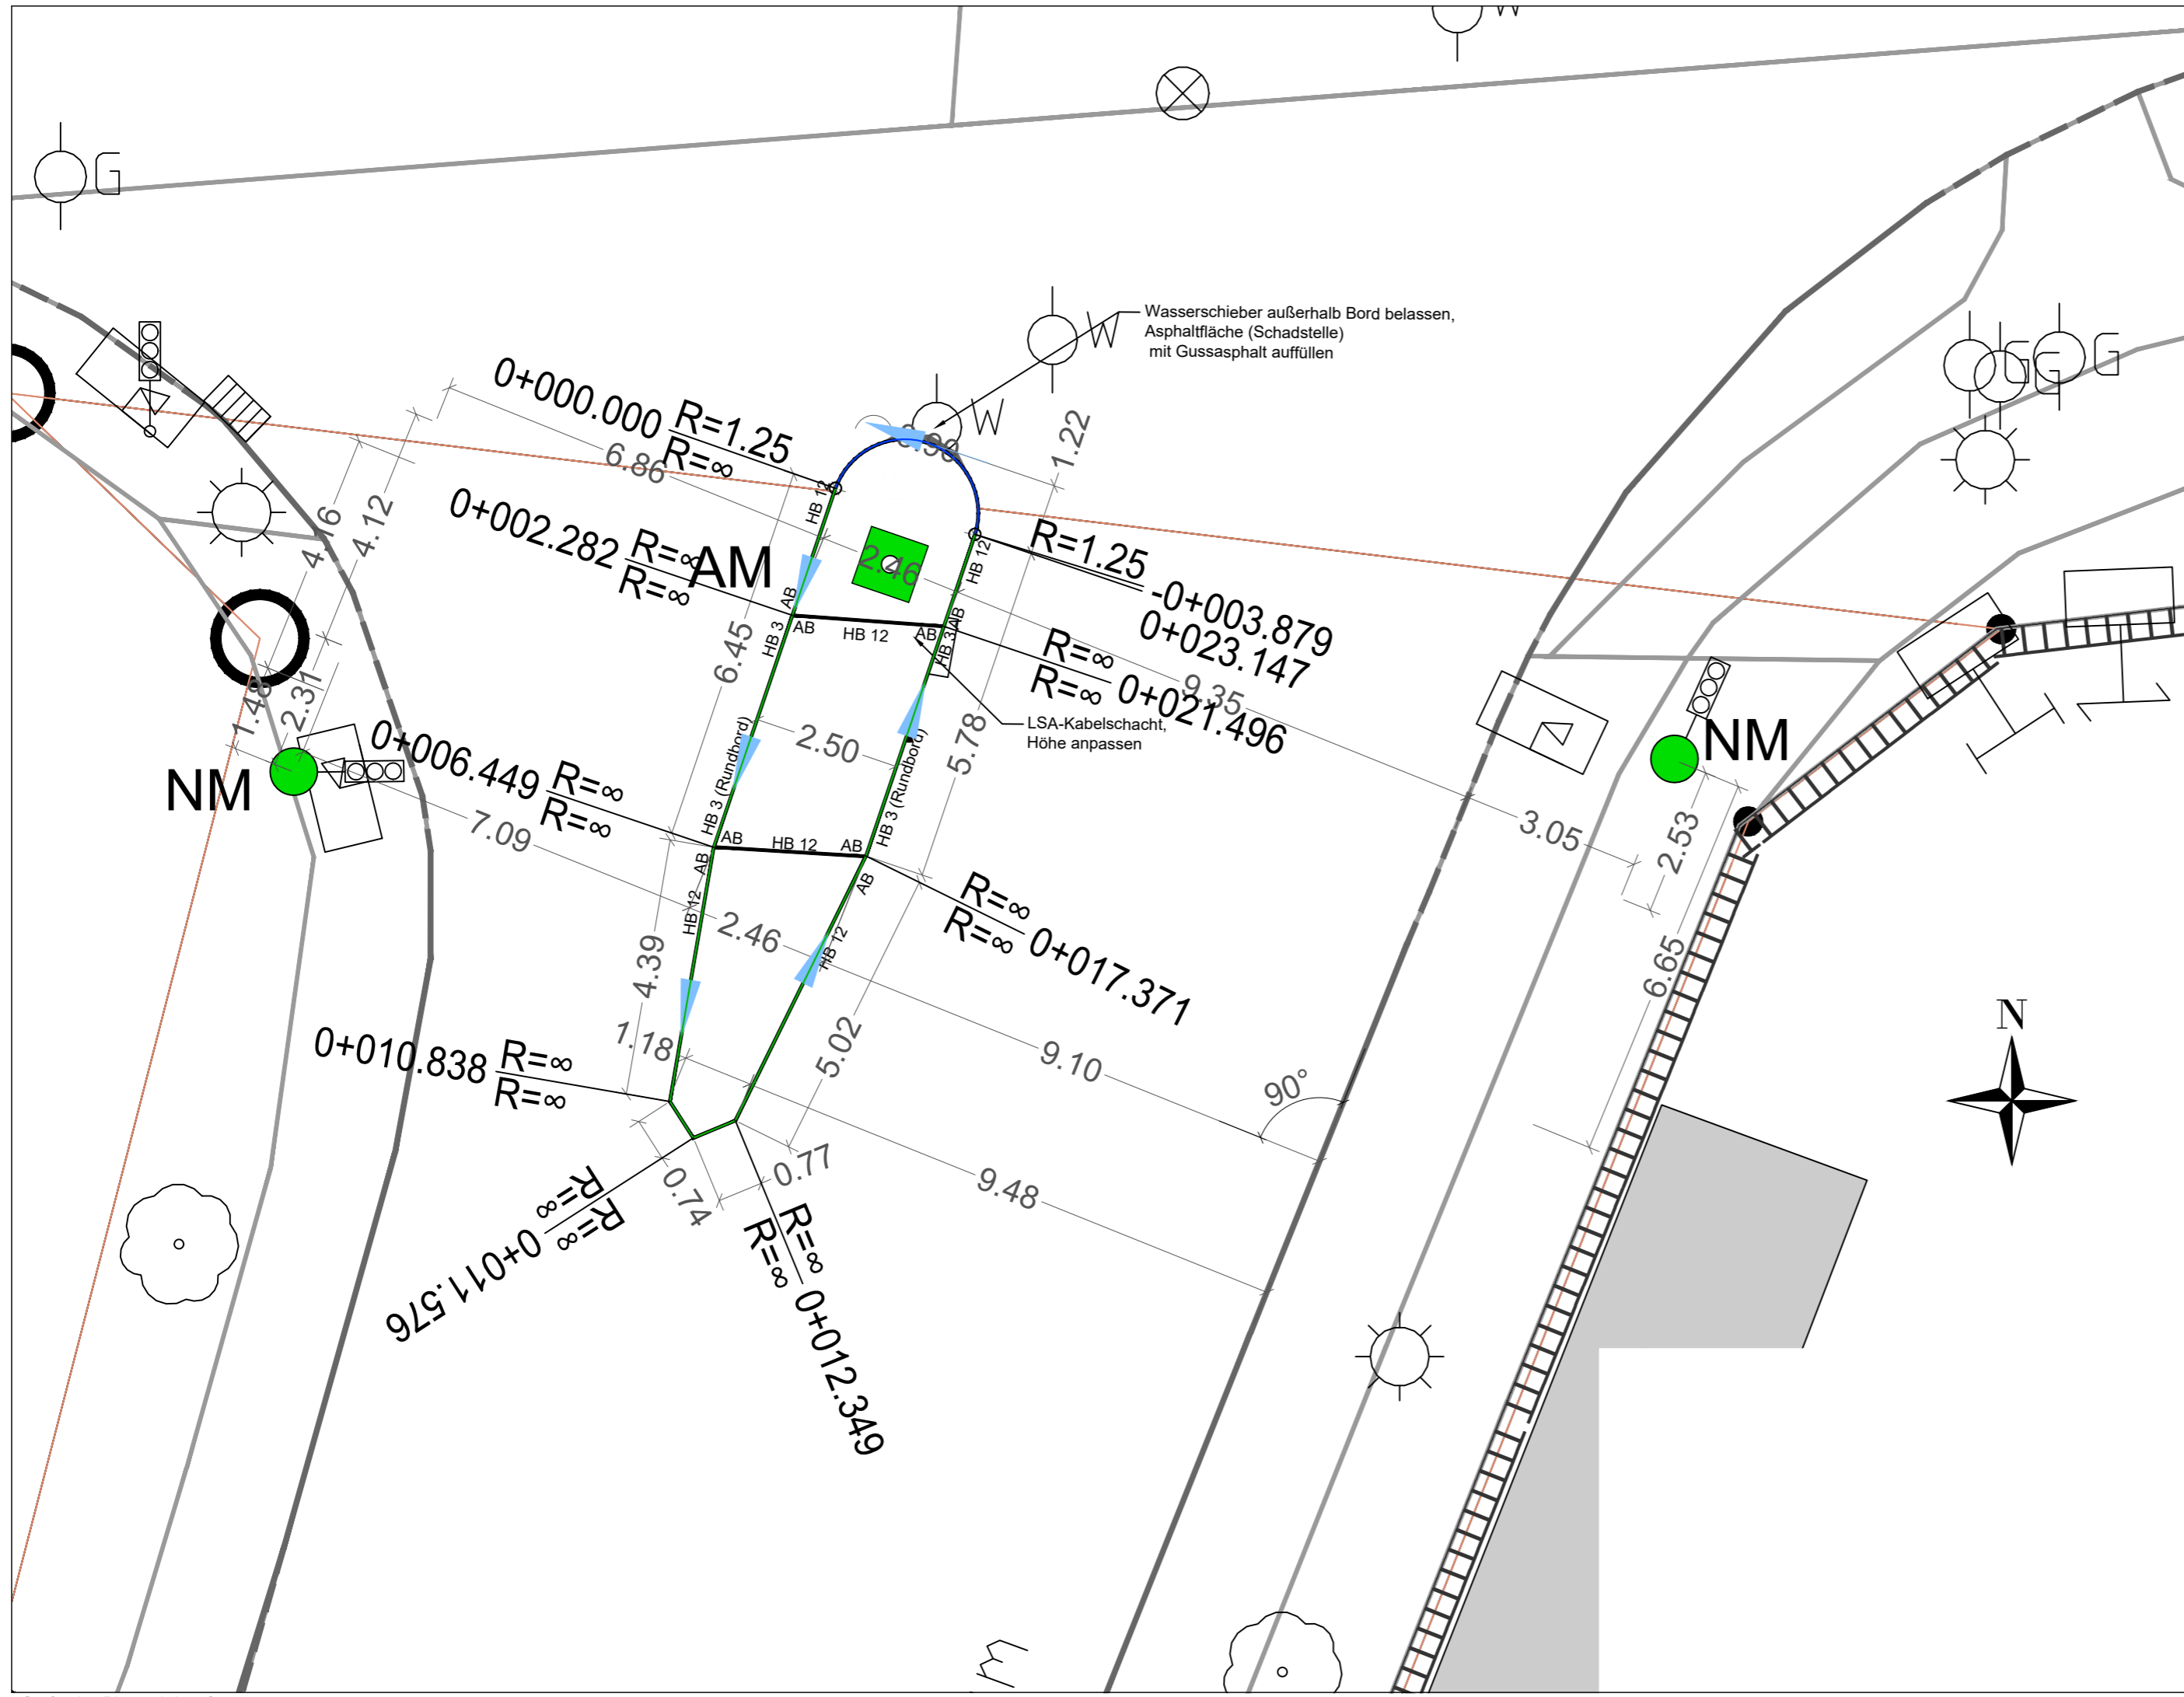 W
G
Wasserschieber außerhalb Bord belassen,
Asphaltfläche (Schadstelle)
mit Gussasphalt auffüllen
W
W
G
G
G
0+000.000 R=1.25
R=∞
6.86
1.22
HB 12
4.16
4.12
0+002.282 R=∞
R=∞
AM
2.46
HB 12
R=1.25
-0+003.879
0+023.147
AB
AB
HB 12
AB
AB
HB 3
HB 3
R=∞
R=∞ 0+021.496
9.35
6.45
1.48
2.31
LSA-Kabelschacht,
Höhe anpassen
2.50
5.78
NM
NM
0+006.449 R=∞
R=∞
HB 3 (Rundbord)
HB 3 (Rundbord)
7.09
3.05
2.53
AB
HB 12
AB
AB
AB
HB 12
2.46
HB 12
R=∞
R=∞ 0+017.371
4.39
6.65
N
0+010.838 R=∞
R=∞
1.18
5.02
9.10
90°
0.74
0.77
9.48
0+011.576 R=∞
R=∞
R=∞
R=∞ 0+012.349